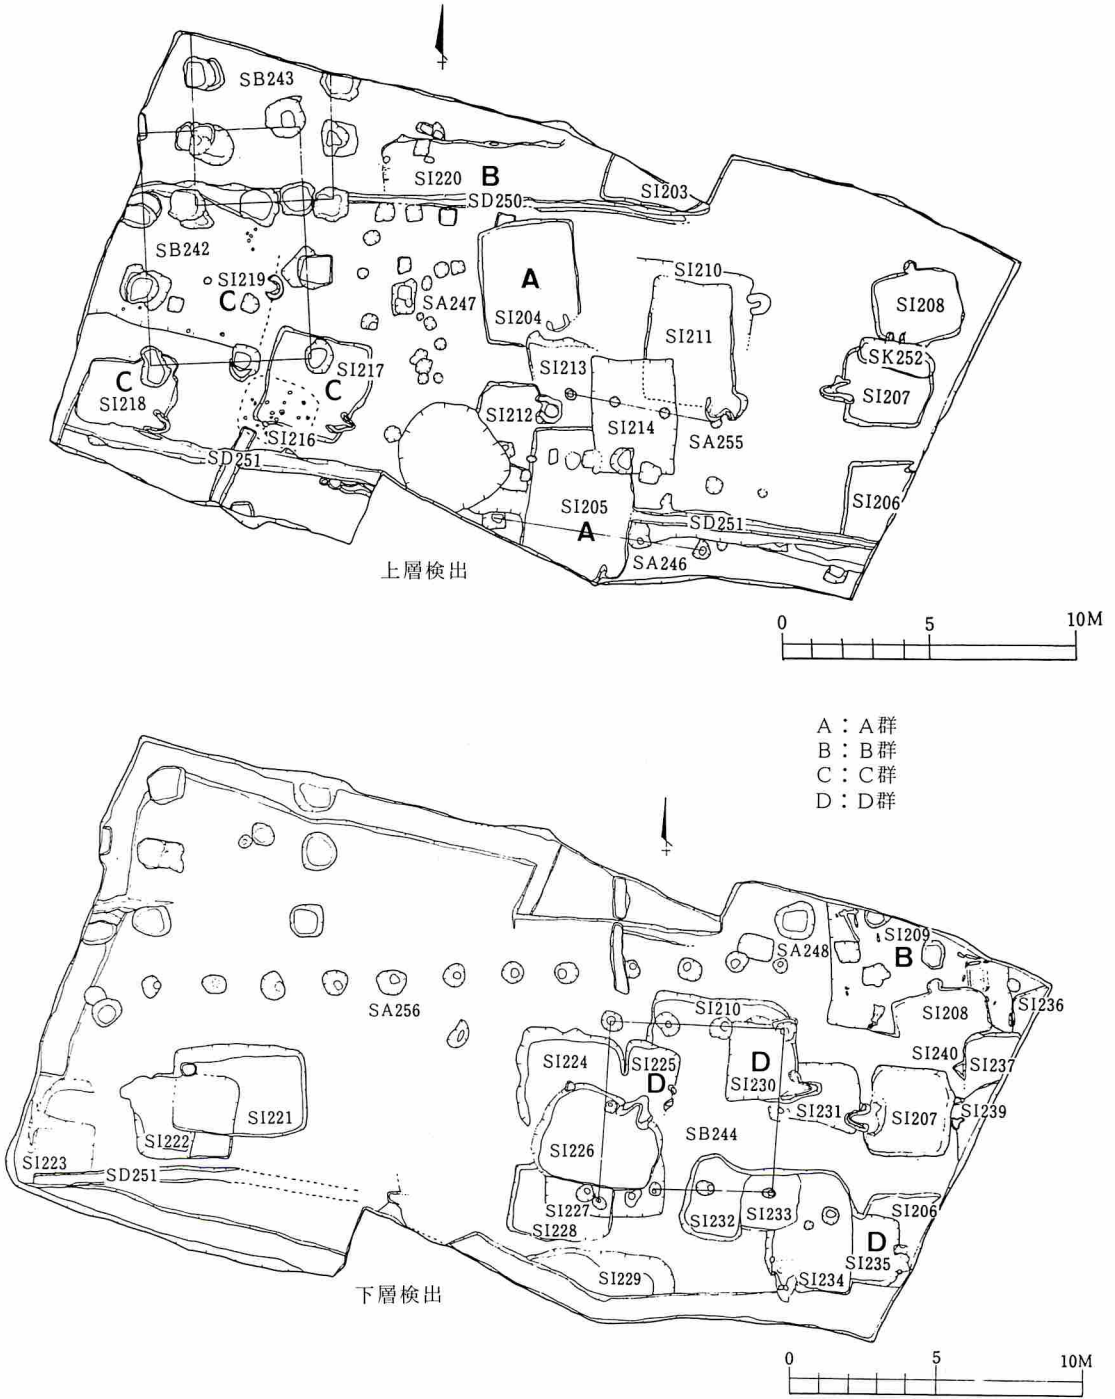 SB243
SI220
B
SI203
SD250
SB242
SI219
C
SA247
A
SI204
SI210
SI211
SI208
SK252
SI207
SI213
SI217
C
C
SI218
SI212
SI214
SA255
SI216
SD251
SI205
A
SD251
SI206
SA246
上層検出
0 5 10M
A：A群
B：B群
C：C群
D：D群
SI209
B
SA248
SI236
SI208
SA256
SI210
SI240
SI237
SI224
SI225
D
D
SI230
SI231
SI207
SI239
SI221
SI222
SI223
SD251
SB244
SI226
SI227
SI228
SI232
SI233
SI206
D
SI235
SI229
SI234
下層検出
0 5 10M